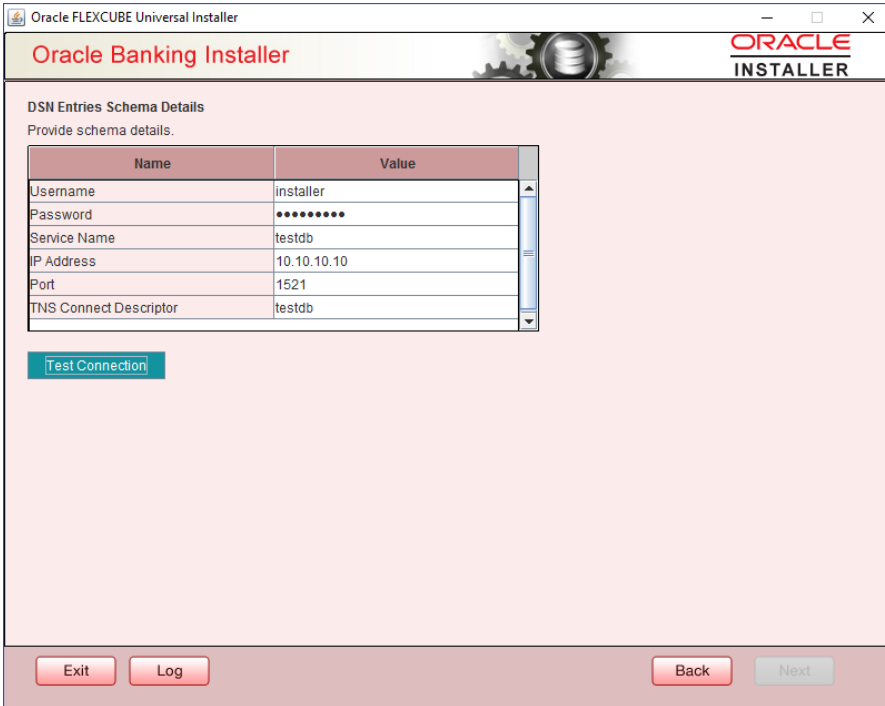 Oracle FLEXCUBE Universal Installer
Oracle Banking Installer
ORACLE
INSTALLER
DSN Entries Schema Details
Provide schema details.
Name Value
Username installer
Password •••••••••
Service Name testdb
IP Address 10.10.10.10
Port 1521
TNS Connect Descriptor testdb
Test Connection
Exit Log Back Next